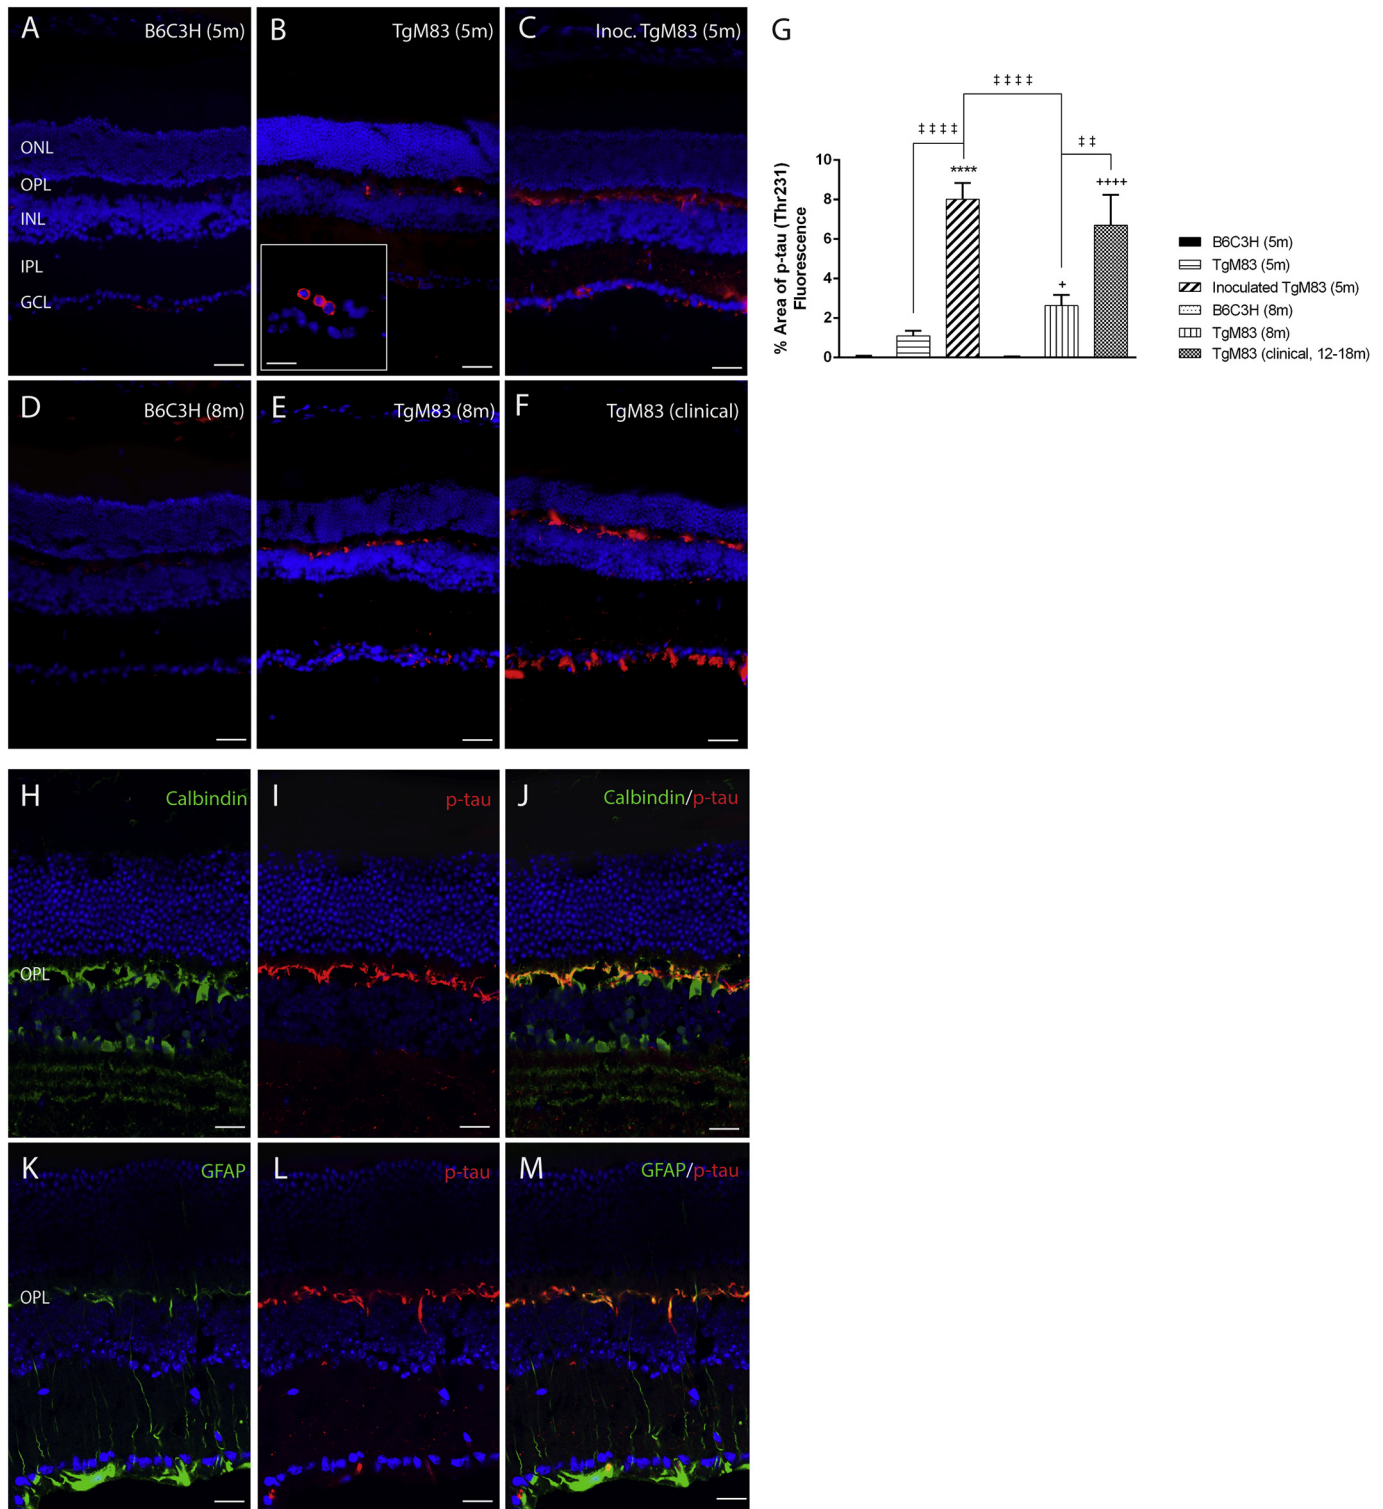 A B6C3H (5m)
B TgM83 (5m)
C Inoc. TgM83 (5m)
ONL
OPL
INL
IPL
GCL
D B6C3H (8m)
E TgM83 (8m)
F TgM83 (clinical)
G
‡‡‡‡
‡‡‡‡
‡‡
****
++++
+
% Area of p-tau (Thr231)
Fluorescence
10
8
6
4
2
0
B6C3H (5m)
TgM83 (5m)
Inoculated TgM83 (5m)
B6C3H (8m)
TgM83 (8m)
TgM83 (clinical, 12-18m)
H Calbindin
I p-tau
J Calbindin/p-tau
OPL
K GFAP
L p-tau
M GFAP/p-tau
OPL